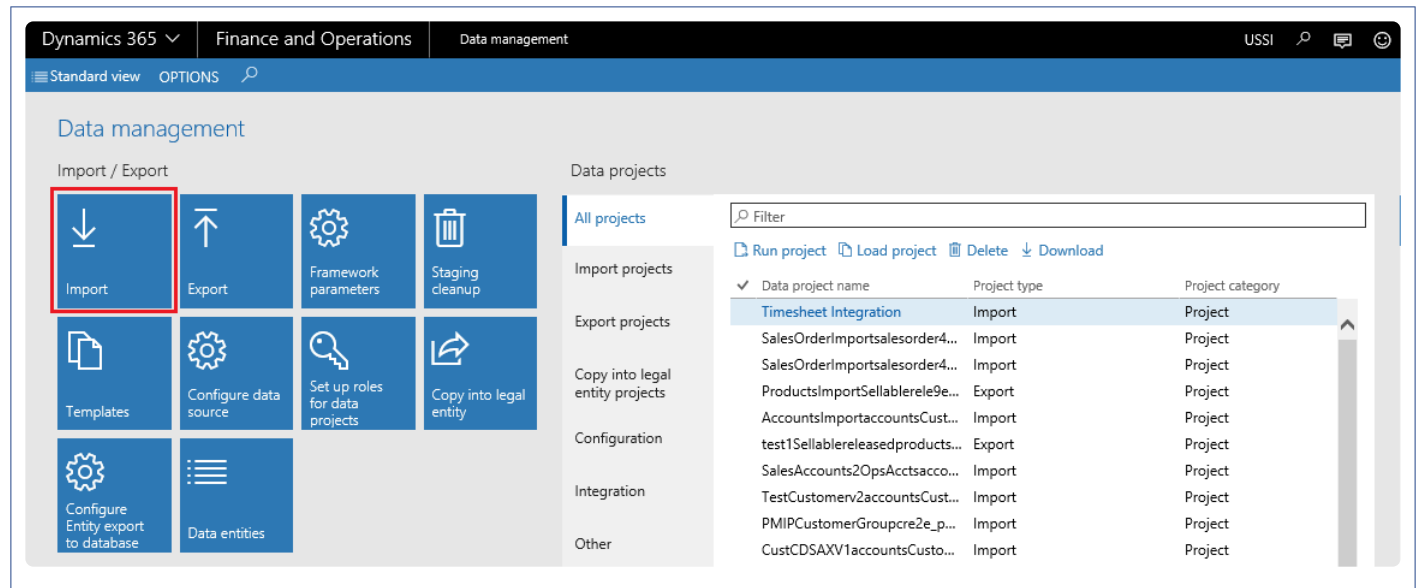 Dynamics 365 Finance and Operations Data management USSI
Standard view OPTIONS
Data management
Import / Export
Import
Export
Framework
parameters
Staging
cleanup
Templates
Configure data
source
Set up roles
for data
projects
Copy into legal
entity
Configure
Entity export
to database
Data entities
Data projects
All projects
Import projects
Export projects
Copy into legal
entity projects
Configuration
Integration
Other
Filter
Run project Load project Delete Download
Data project name Project type Project category
Timesheet Integration Import Project
SalesOrderImportsalesorder4... Import Project
SalesOrderImportsalesorder4... Import Project
ProductsImportSellablerele9e... Export Project
AccountsImportaccountsCust... Import Project
test1Sellablereleasedproducts... Export Project
SalesAccounts2OpsAcctsacco... Import Project
TestCustomerv2accountsCust... Import Project
PMIPCustomerGroupcre2e_p... Import Project
CustCDSAXV1accountsCusto... Import Project